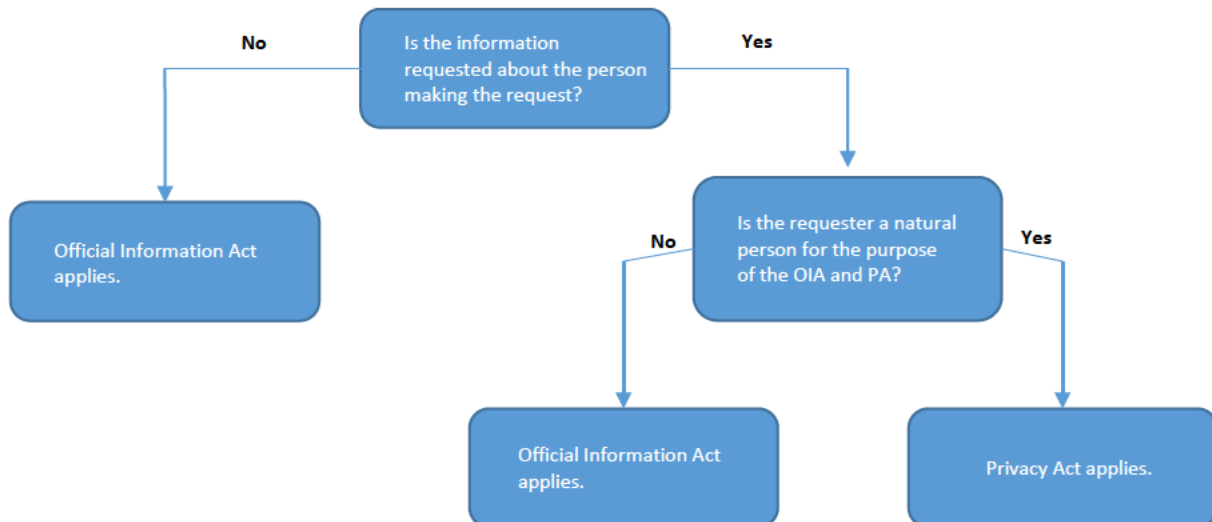 No
Is the information
requested about the person
making the request?
Yes
Official Information Act
applies.
No
Is the requester a natural
person for the purpose
of the OIA and PA?
Yes
Official Information Act
applies.
Privacy Act applies.